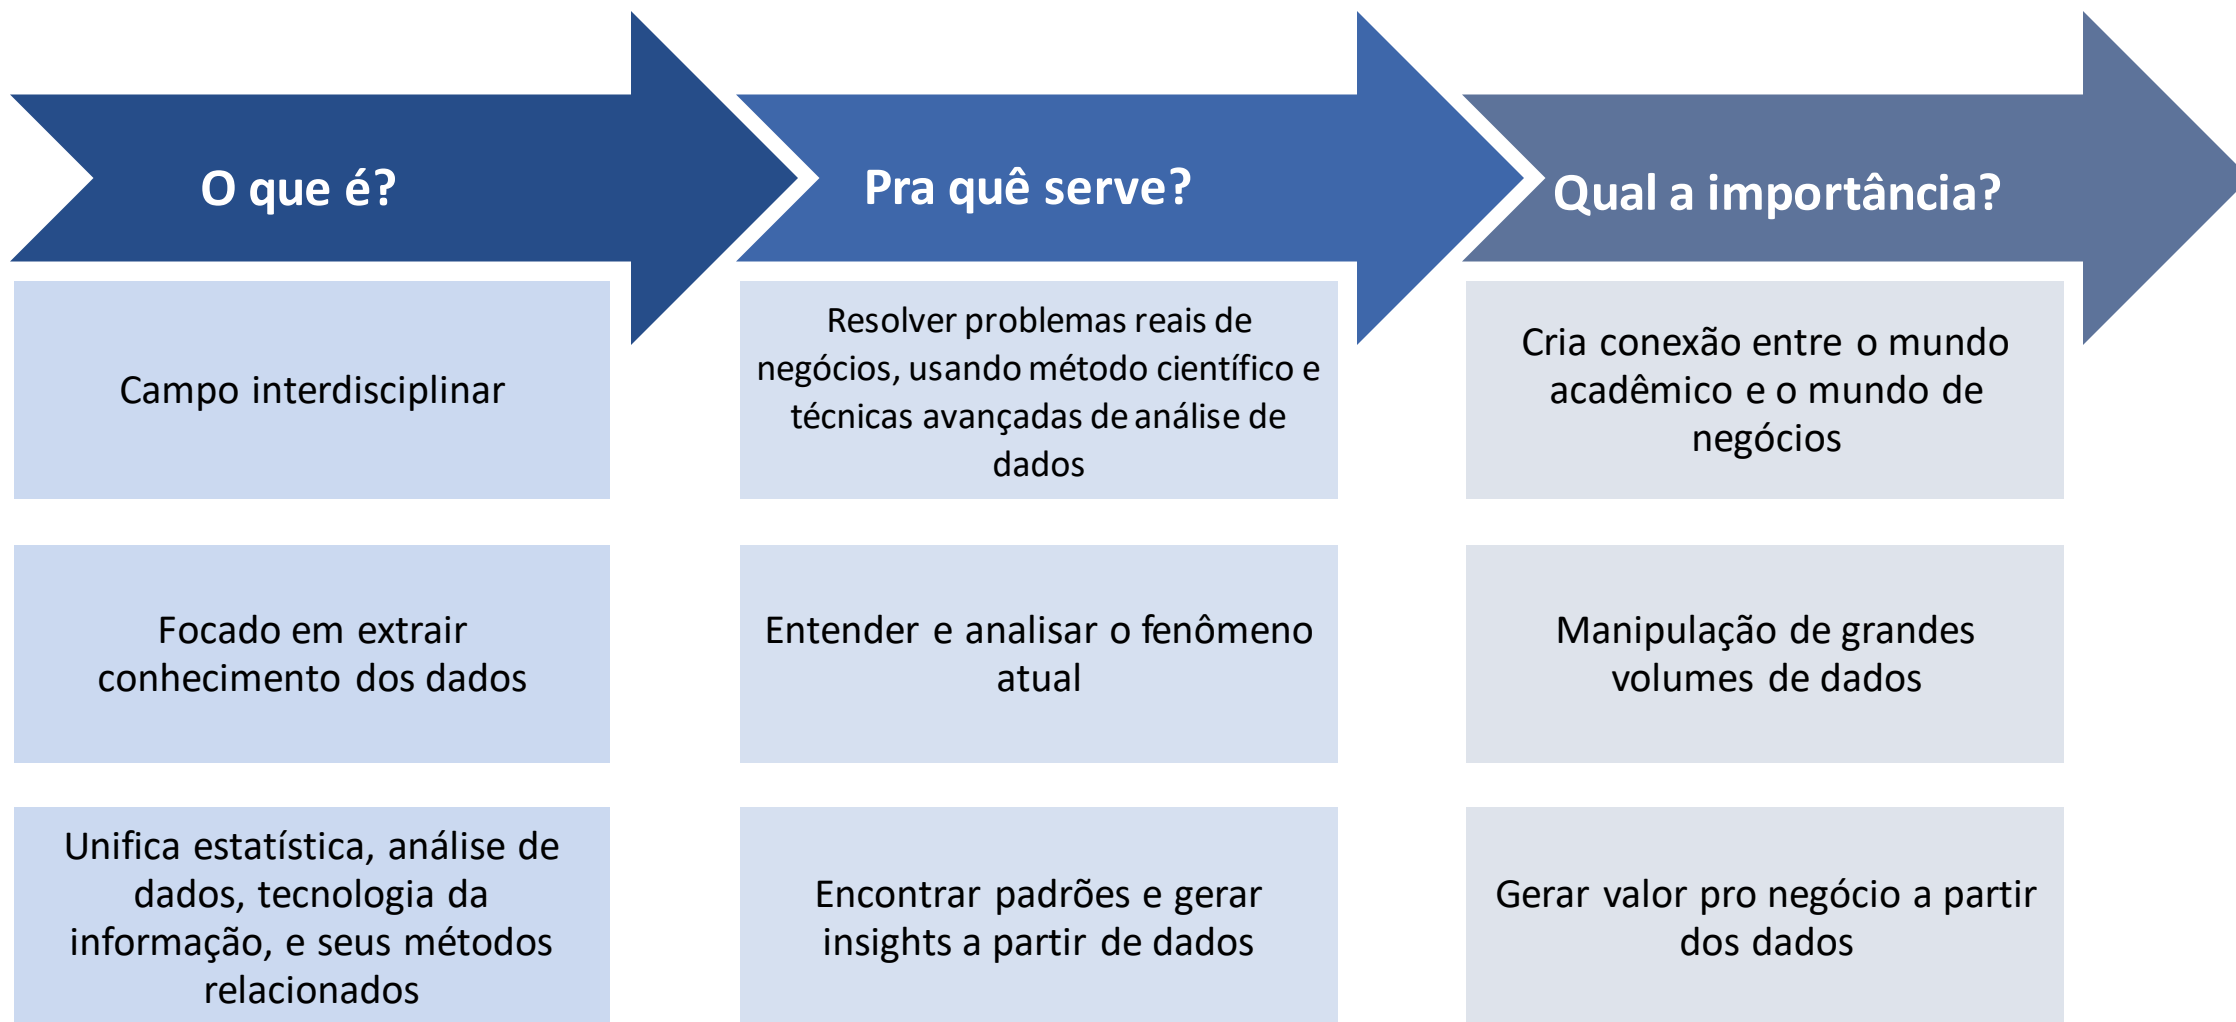 O que é?
Pra quê serve?
Qual a importância?
Campo interdisciplinar
Resolver problemas reais de
negócios, usando método científico e
técnicas avançadas de análise de
dados
Cria conexão entre o mundo
acadêmico e o mundo de
negócios
Focado em extrair
conhecimento dos dados
Entender e analisar o fenômeno
atual
Manipulação de grandes
volumes de dados
Unifica estatística, análise de
dados, tecnologia da
informação, e seus métodos
relacionados
Encontrar padrões e gerar
insights a partir de dados
Gerar valor pro negócio a partir
dos dados